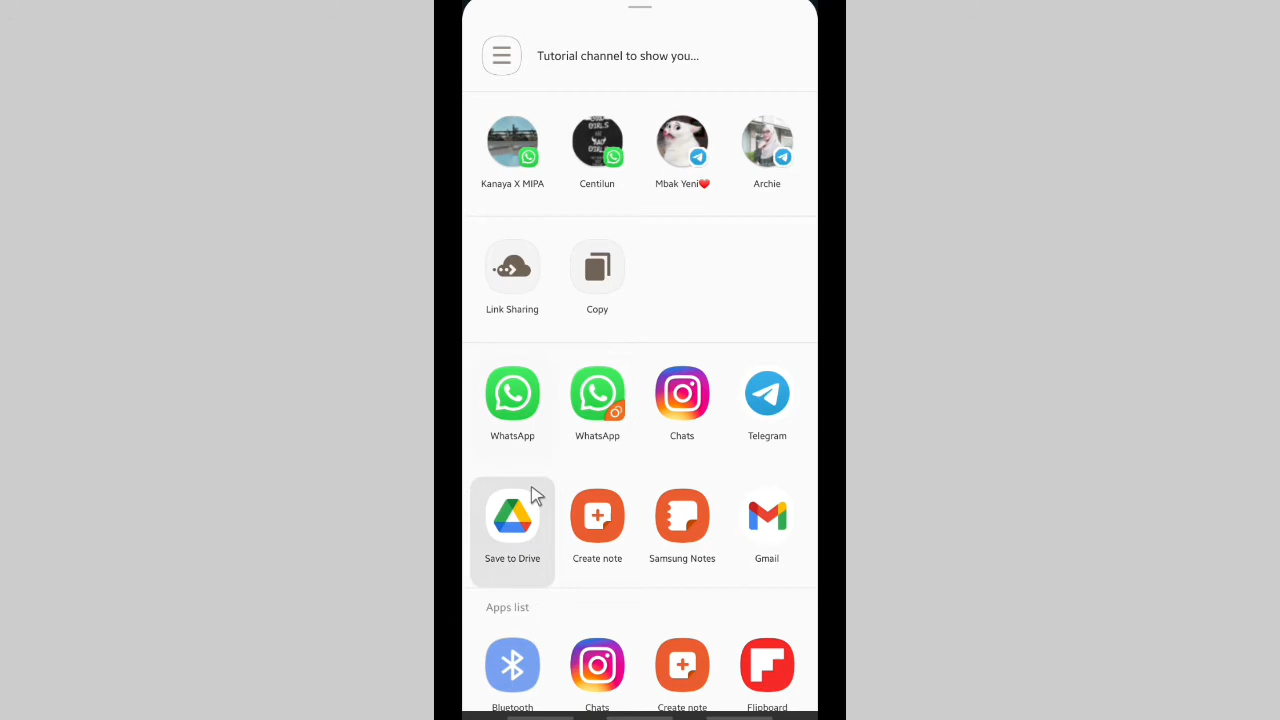 Tutorial channel to show you...
Kanaya X MIPA
Centilun
Mbak Yeni❤️
Archie
Link Sharing
Copy
WhatsApp
WhatsApp
Chats
Telegram
Save to Drive
Create note
Samsung Notes
Gmail
Apps list
Bluetooth
Chats
Create note
Flipboard